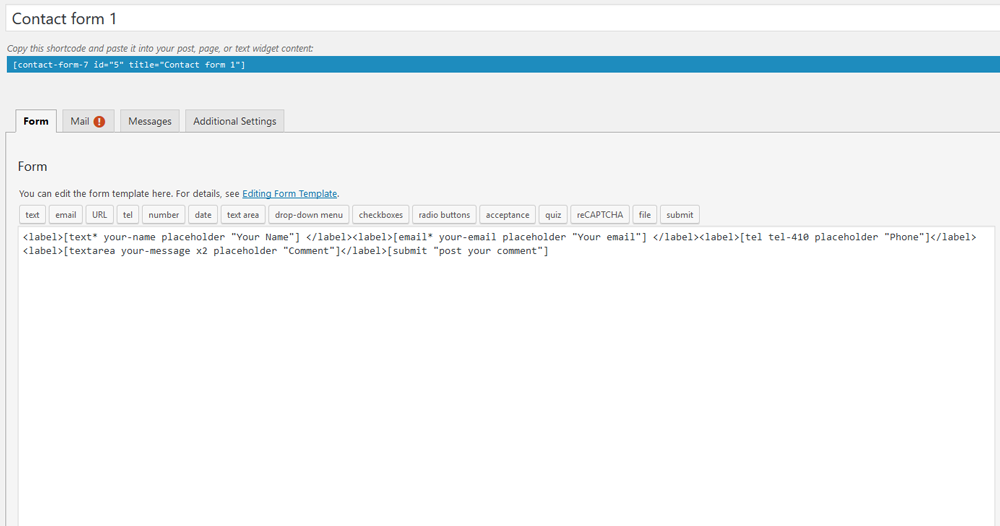 Contact form 1
Copy this shortcode and paste it into your post, page, or text widget content:
[contact-form-7 id="5" title="Contact form 1"]
Form Mail ! Messages Additional Settings
Form
You can edit the form template here. For details, see Editing Form Template.
text email URL tel number date text area drop-down menu checkboxes radio buttons acceptance quiz reCAPTCHA file submit
<label>[text* your-name placeholder "Your Name"] </label><label>[email* your-email placeholder "Your email"] </label><label>[tel tel-410 placeholder "Phone"]</label>
<label>[textarea your-message x2 placeholder "Comment"]</label>[submit "post your comment"]